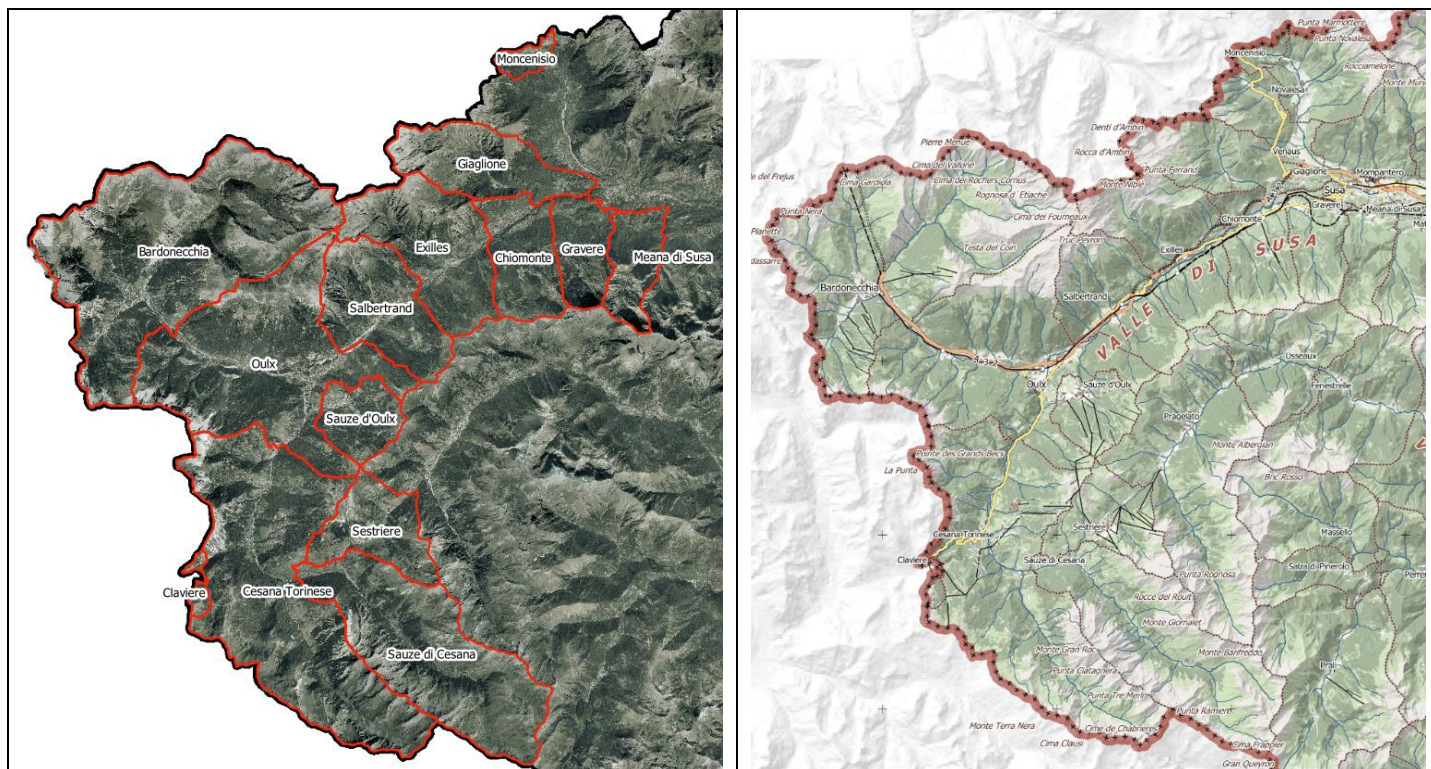 Moncenisio
Giaglione
Bardonecchia
Exilles
Chiomonte
Gravere
Meana di Susa
Salbertrand
Oulx
Sauze d'Oulx
Sestriere
Claviere
Cesana Torinese
Sauze di Cesana
Punta Marmottere
Punta Novalesa
Moncenisio
Rocciamelone
Novalesa
Denti d'Ambin
Pierre Menue
Rocca d'Ambin
Venaus
Cima del Vallone
Punta Ferrand
Giaglione
Mompantero
Cima Gardiola
Cima dei Rochers Cornus
Monte Niblè
Susa
Rognosa d' Etiache
Gravere
Meana di Susa
Punta Nera
Cima del Fourneaux
Chiomonte
Testa del Coin
Truc Peyron
Exilles
VALLE DI SUSA
Bardonecchia
Salbertrand
Oulx
Sauze d'Oulx
Usseaux
Fenestrelle
Pragelato
Monte Albergian
Pointe des Grands Becs
La Punta
Bric Rosso
Cesana Torinese
Sestriere
Massello
Claviere
Sauze di Cesana
Salza di Pinerolo
Punta Rognosa
Rocce del Rouit
Monte Giornalet
Monte Gran Roc
Monte Banfreddo
Prali
Punta Ciatagnera
Punta Tre Merli
Punta Ramiere
Monte Terra Nera
Cime de Chabrieres
Cima Clausi
Cima Frappier
Gran Queyron